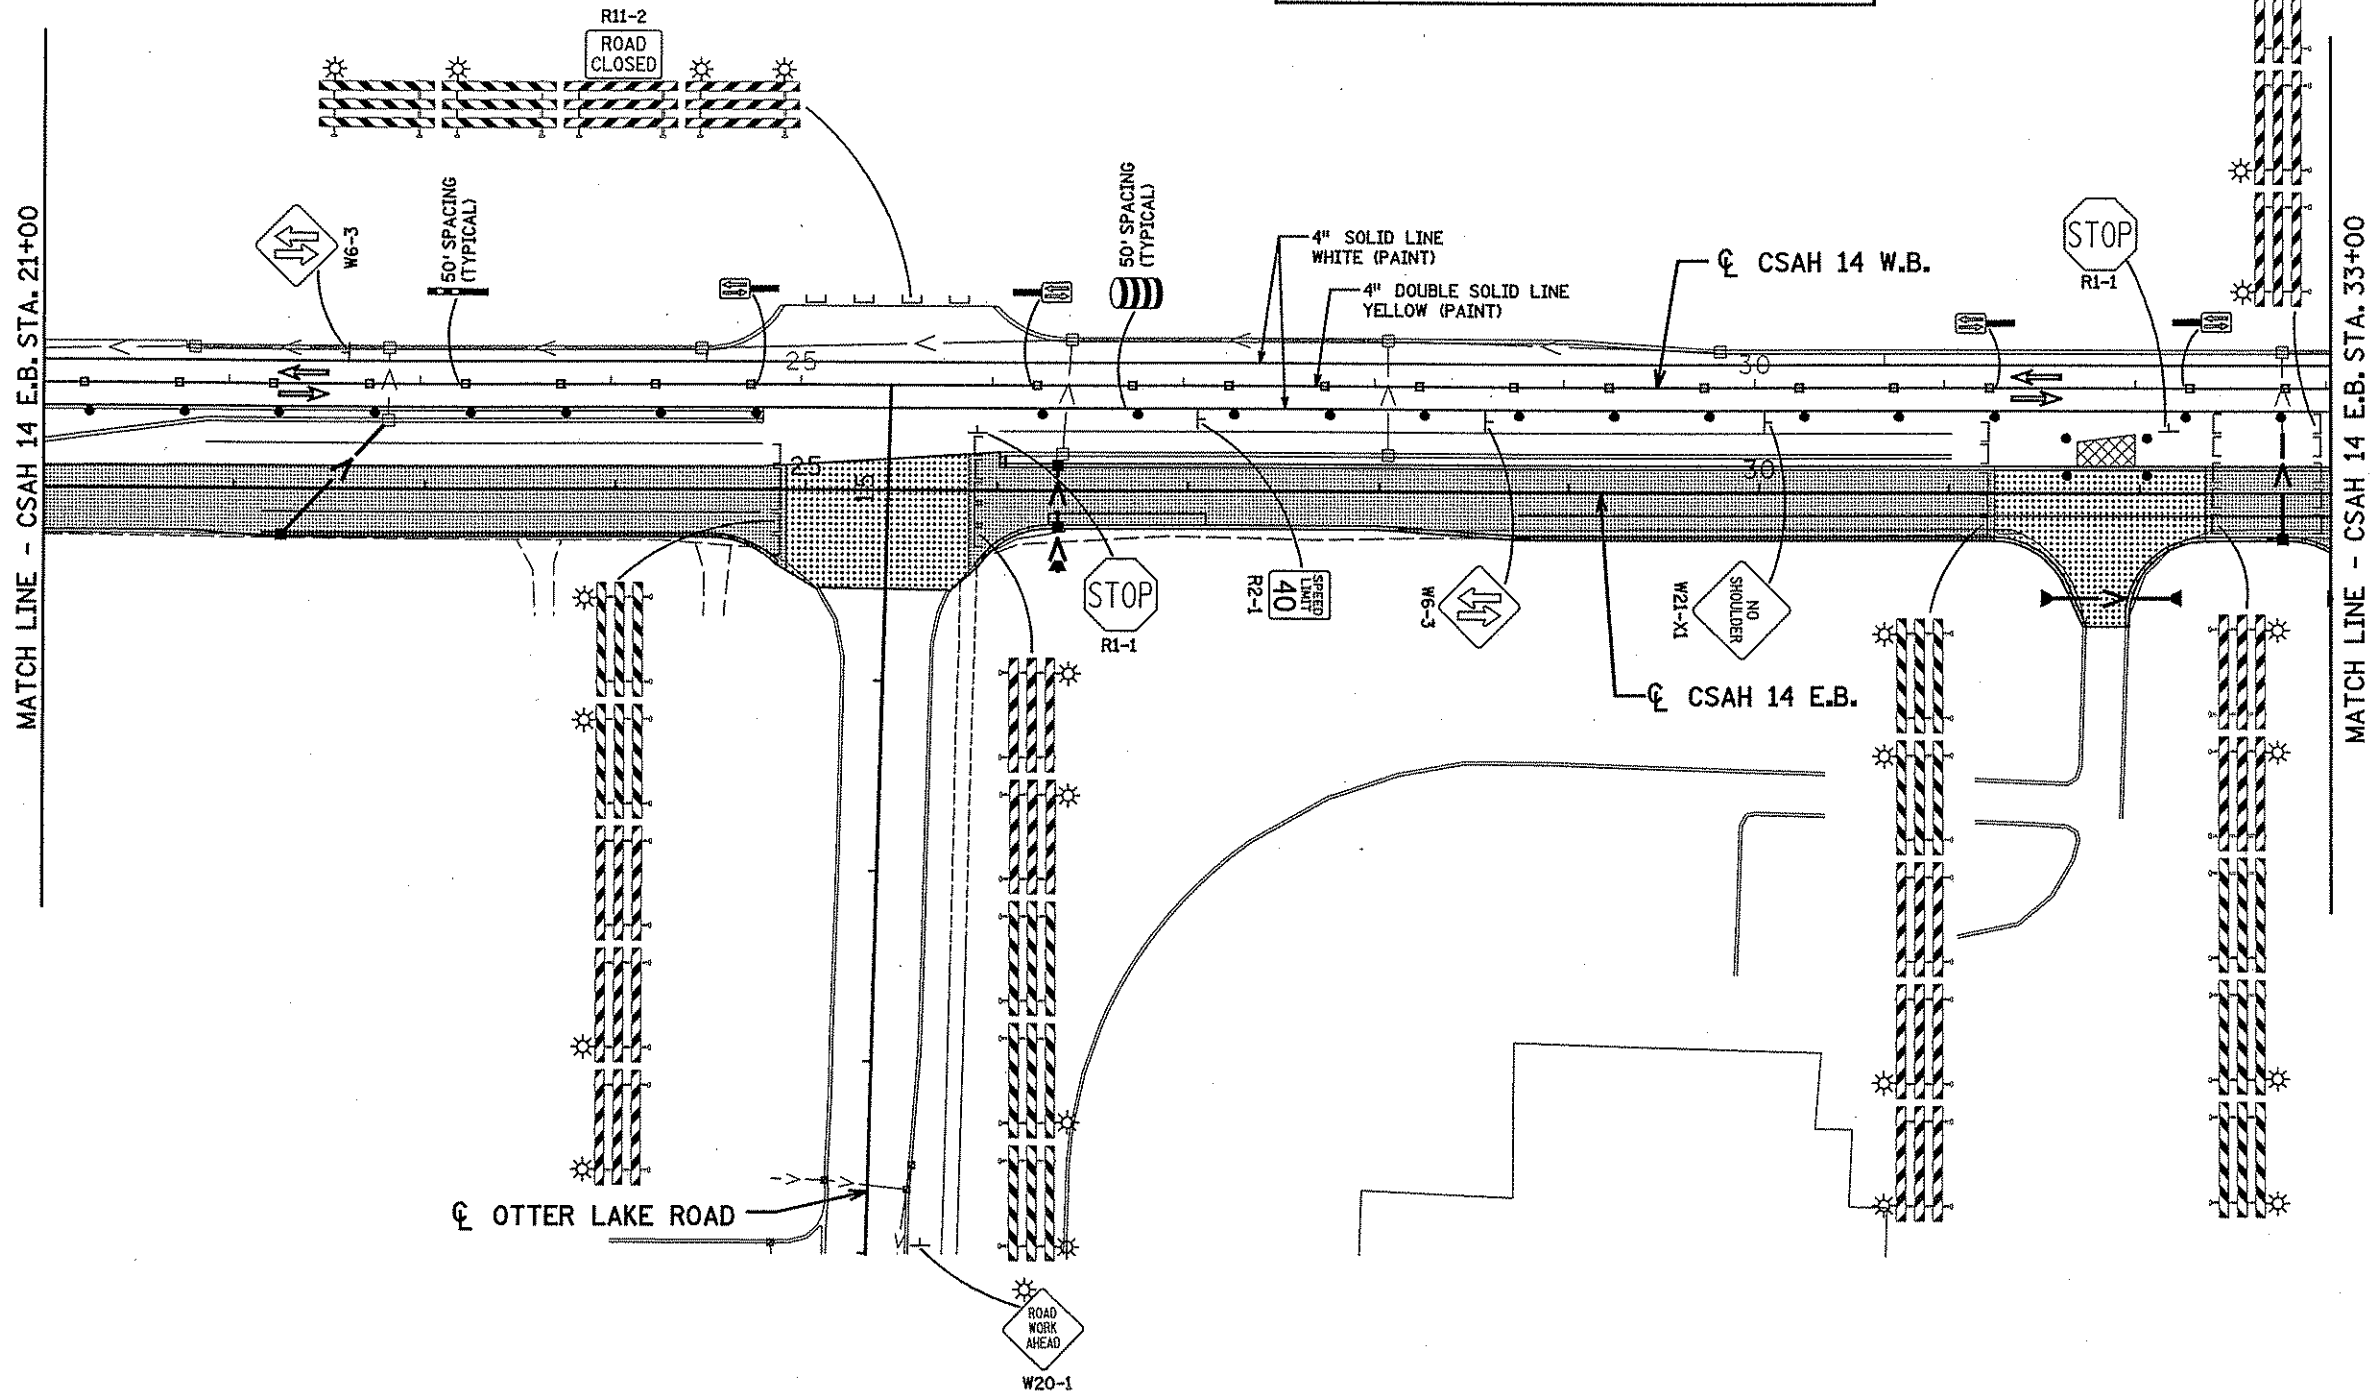 R11-2
ROAD
CLOSED
MATCH LINE - CSAH 14 E.B. STA. 21+00
W6-3
50' SPACING
(TYPICAL)
50' SPACING
(TYPICAL)
4" SOLID LINE
WHITE (PAINT)
4" DOUBLE SOLID LINE
YELLOW (PAINT)
℄ CSAH 14 W.B.
STOP
R1-1
MATCH LINE - CSAH 14 E.B. STA. 33+00
25
30
25
15
30
STOP
R1-1
SPEED
LIMIT
40
R2-1
W6-3
NO
SHOULDER
W21-X1
℄ CSAH 14 E.B.
℄ OTTER LAKE ROAD
ROAD
WORK
AHEAD
W20-1